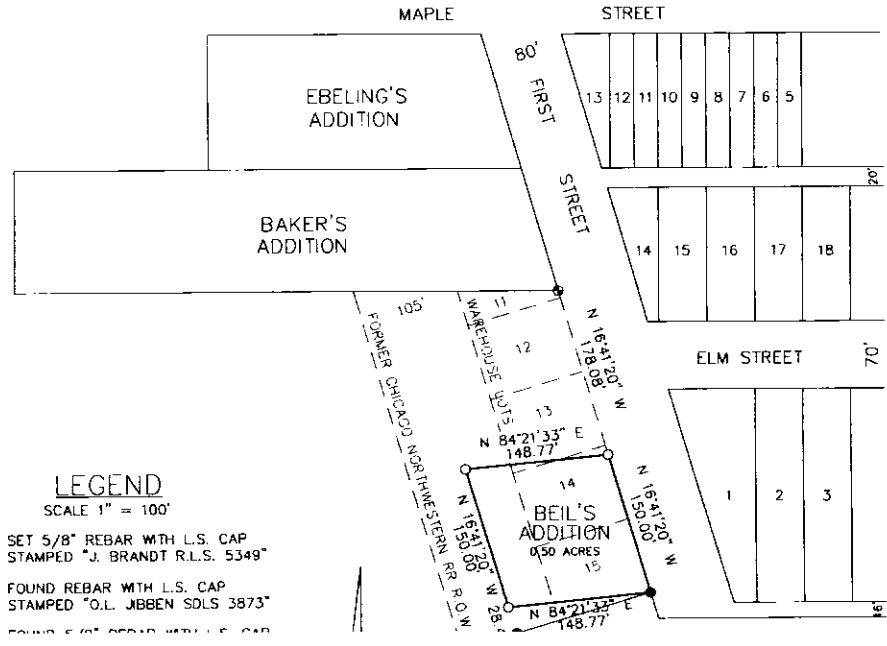 MAPLE STREET
80'
FIRST
STREET
EBELING'S
ADDITION
13 12 11 10 9 8 7 6 5
20'
BAKER'S
ADDITION
14 15 16 17 18
105'
11
12
13
WAREHOUSE LOTS
FORMER CHICAGO NORTHWESTERN RR R.O.W
N 16°41'20" W
178.08'
ELM STREET
70'
N 84°21'33" E
148.77'
N 16°41'20" W
150.00'
14
BEIL'S
ADDITION
0.50 ACRES
15
N 16°41'20" W
150.00'
1 2 3
N 84°21'33" E
148.77'
LEGEND
SCALE 1" = 100'
SET 5/8" REBAR WITH L.S. CAP
STAMPED "J. BRANDT R.L.S. 5349"
FOUND REBAR WITH L.S. CAP
STAMPED "O.L. JIBBEN SDLS 3873"